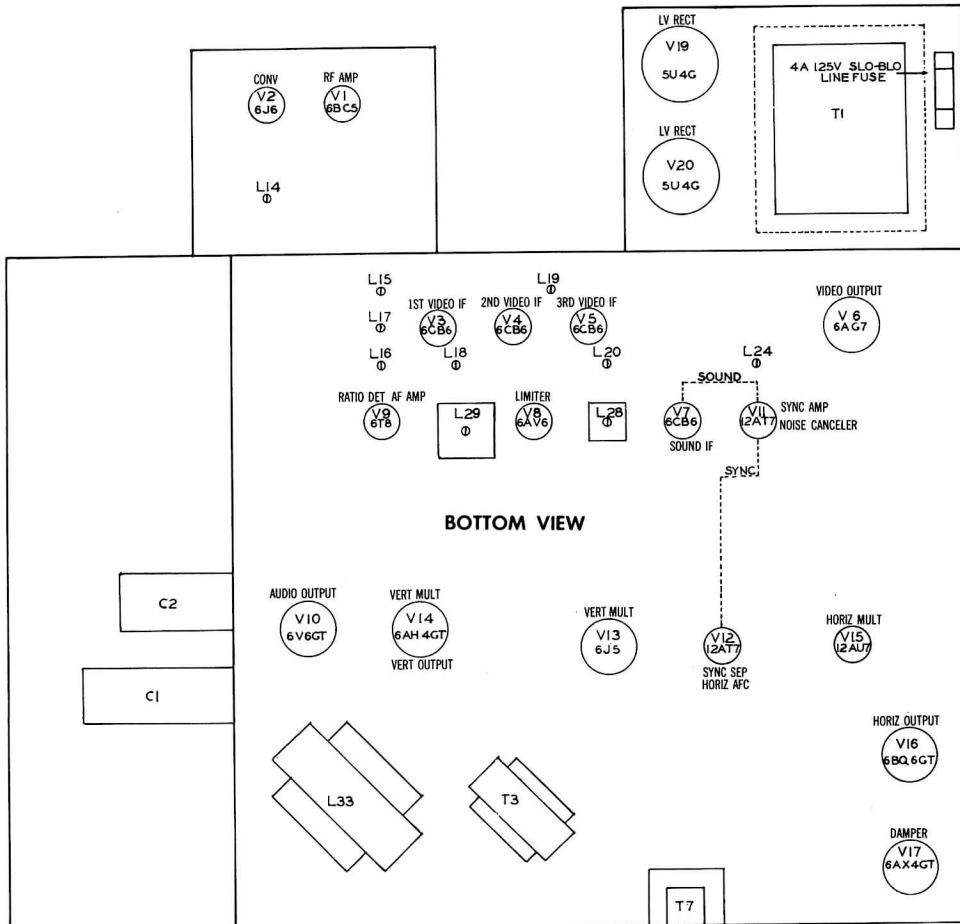 LV RECT
V19
5U4G
4A 125V SLO-BLO
LINE FUSE
T1
LV RECT
V20
5U4G
CONV
V2
6J6
RF AMP
V1
6BC5
L14
L15
L17
L16
1ST VIDEO IF
V3
6CB6
L18
2ND VIDEO IF
V4
6CB6
L19
3RD VIDEO IF
V5
6CB6
L20
VIDEO OUTPUT
V6
6AG7
L24
SOUND
RATIO DET AF AMP
V9
6T8
L29
LIMITER
V8
6AV6
L28
V7
6CB6
SOUND IF
V11
12AT7
SYNC AMP
NOISE CANCELER
SYNC
BOTTOM VIEW
C2
C1
AUDIO OUTPUT
V10
6V6GT
VERT MULT
V14
6AH4GT
VERT OUTPUT
VERT MULT
V13
6J5
V12
12AT7
SYNC SEP
HORIZ AFC
HORIZ MULT
V15
12AU7
HORIZ OUTPUT
V16
6BQ6GT
L33
T3
DAMPER
V17
6AX4GT
T7